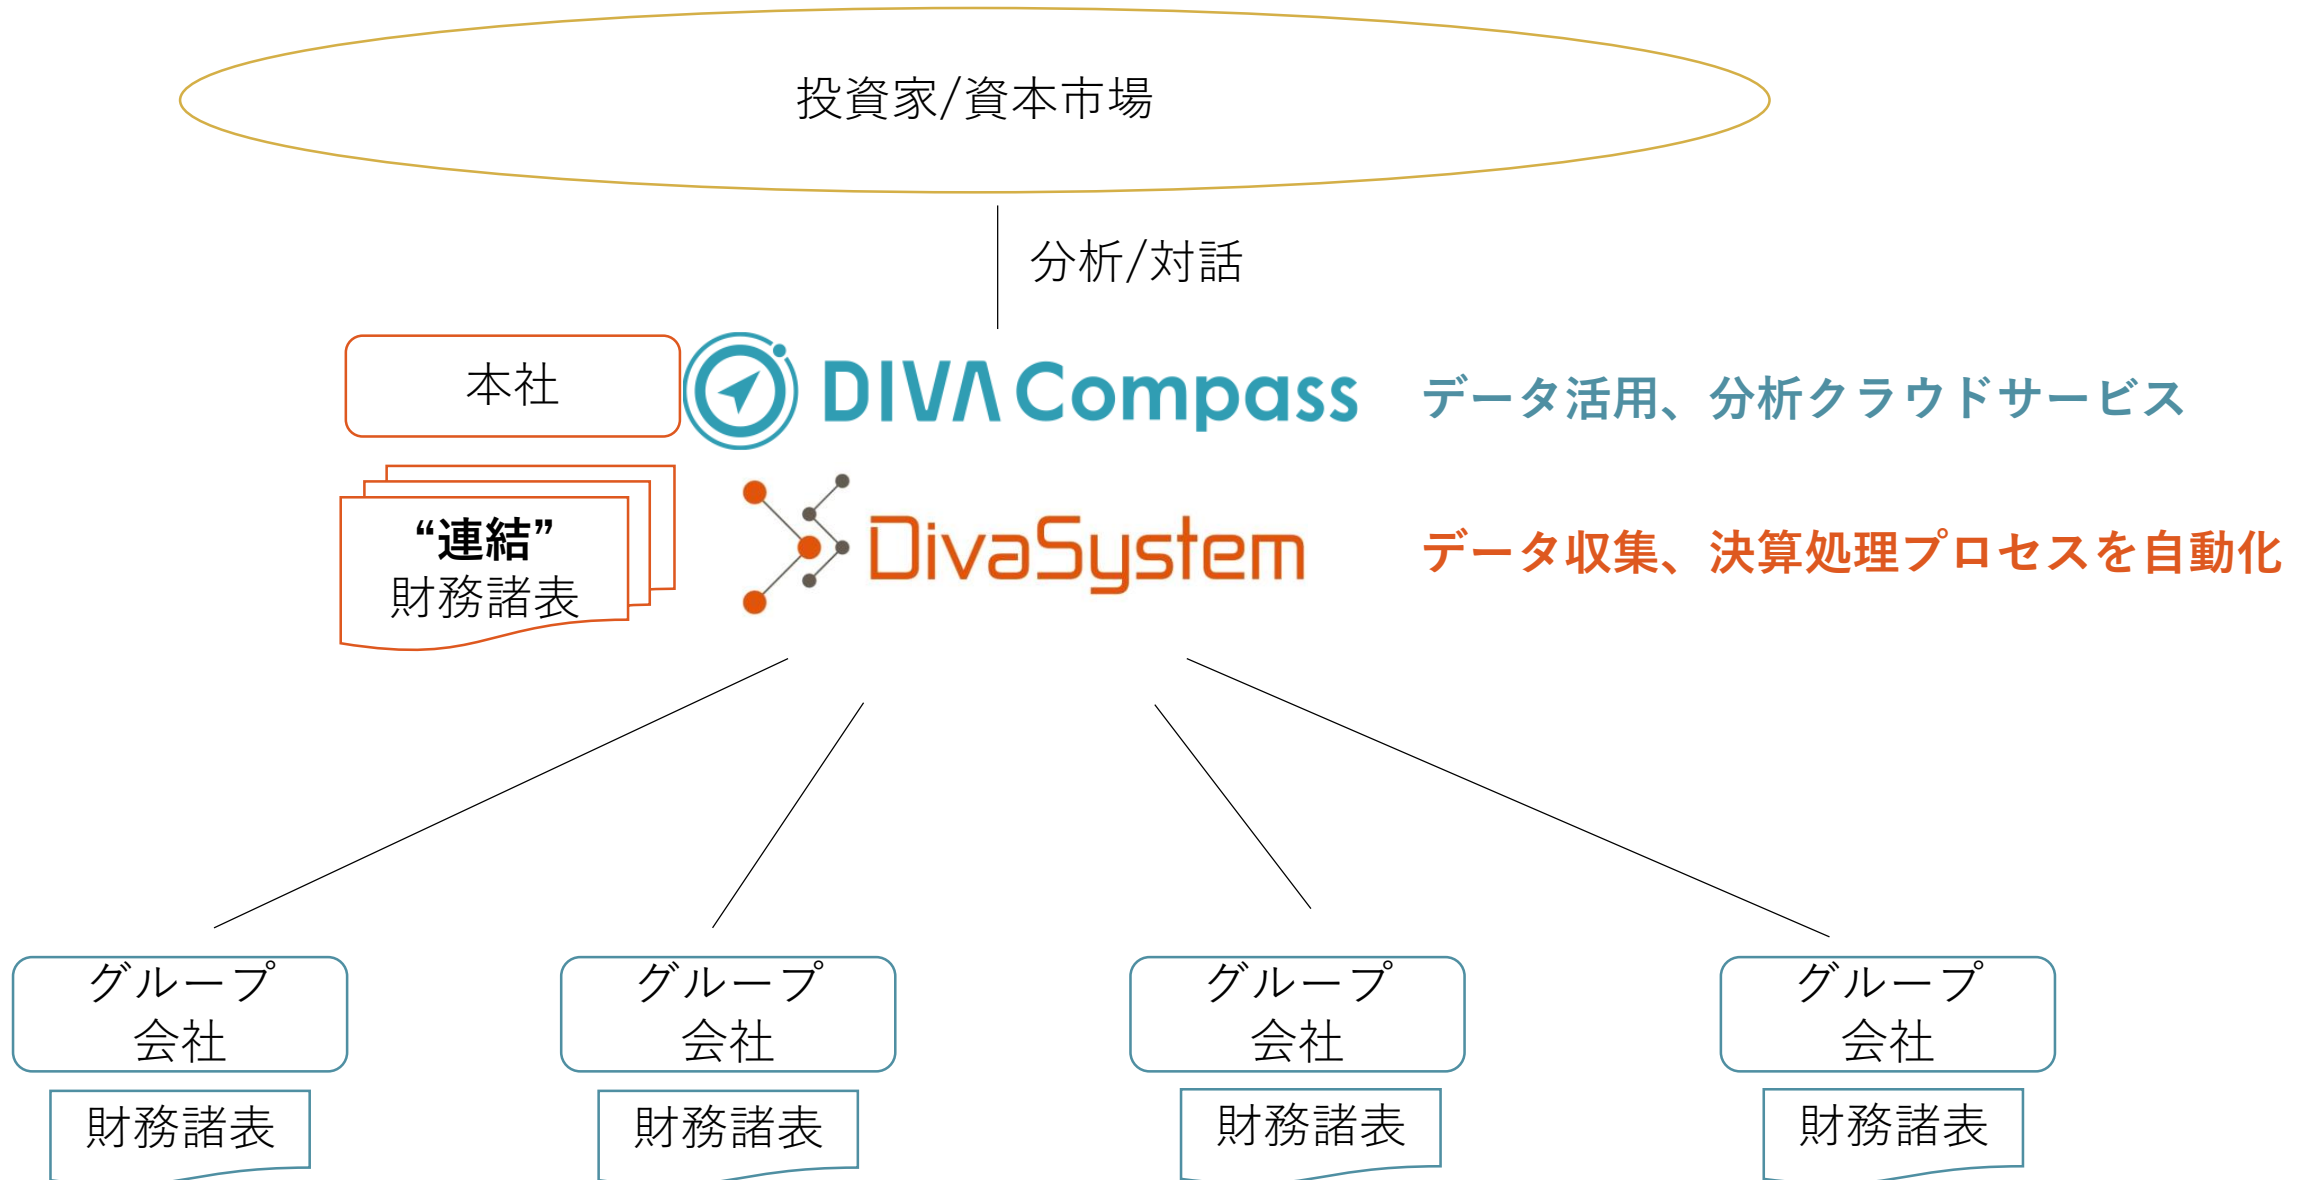 投資家/資本市場
分析/対話
本社
DIVA Compass
データ活用、分析クラウドサービス
“連結”
財務諸表
DivaSystem
データ収集、決算処理プロセスを自動化
グループ
会社
グループ
会社
グループ
会社
グループ
会社
財務諸表
財務諸表
財務諸表
財務諸表